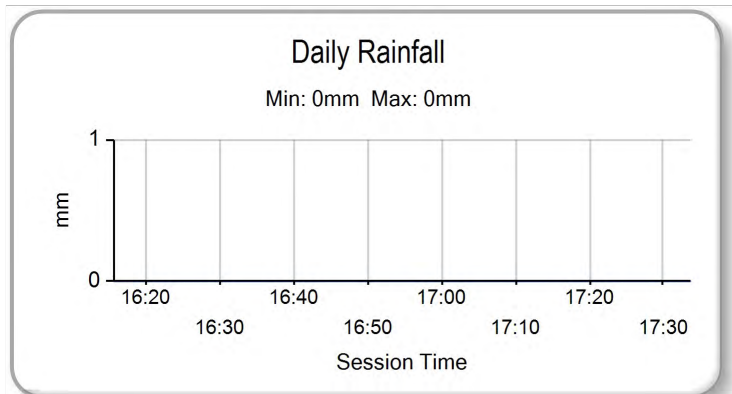 Daily Rainfall
Min: 0mm Max: 0mm
1
mm
0
16:20 16:40 17:00 17:20
16:30 16:50 17:10 17:30
Session Time